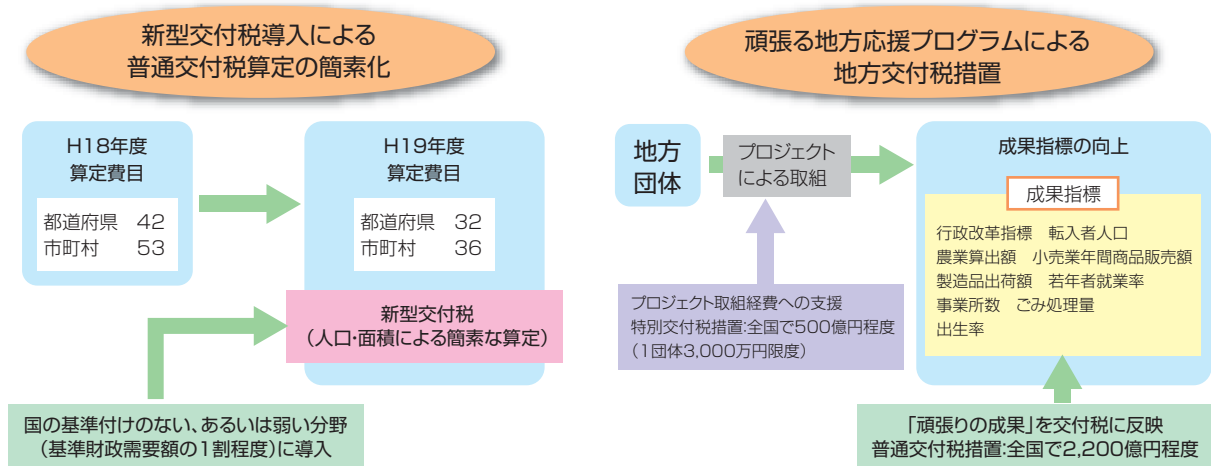 新型交付税導入による
普通交付税算定の簡素化
H18年度
算定費目
都道府県 42
市町村 53
H19年度
算定費目
都道府県 32
市町村 36
新型交付税
（人口・面積による簡素な算定）
国の基準付けのない、あるいは弱い分野
（基準財政需要額の1割程度）に導入
頑張る地方応援プログラムによる
地方交付税措置
地方
団体
プロジェクト
による取組
プロジェクト取組経費への支援
特別交付税措置:全国で500億円程度
（1団体3,000万円限度）
成果指標の向上
成果指標
行政改革指標 転入者人口
農業算出額 小売業年間商品販売額
製造品出荷額 若年者就業率
事業所数 ごみ処理量
出生率
「頑張りの成果」を交付税に反映
普通交付税措置:全国で2,200億円程度